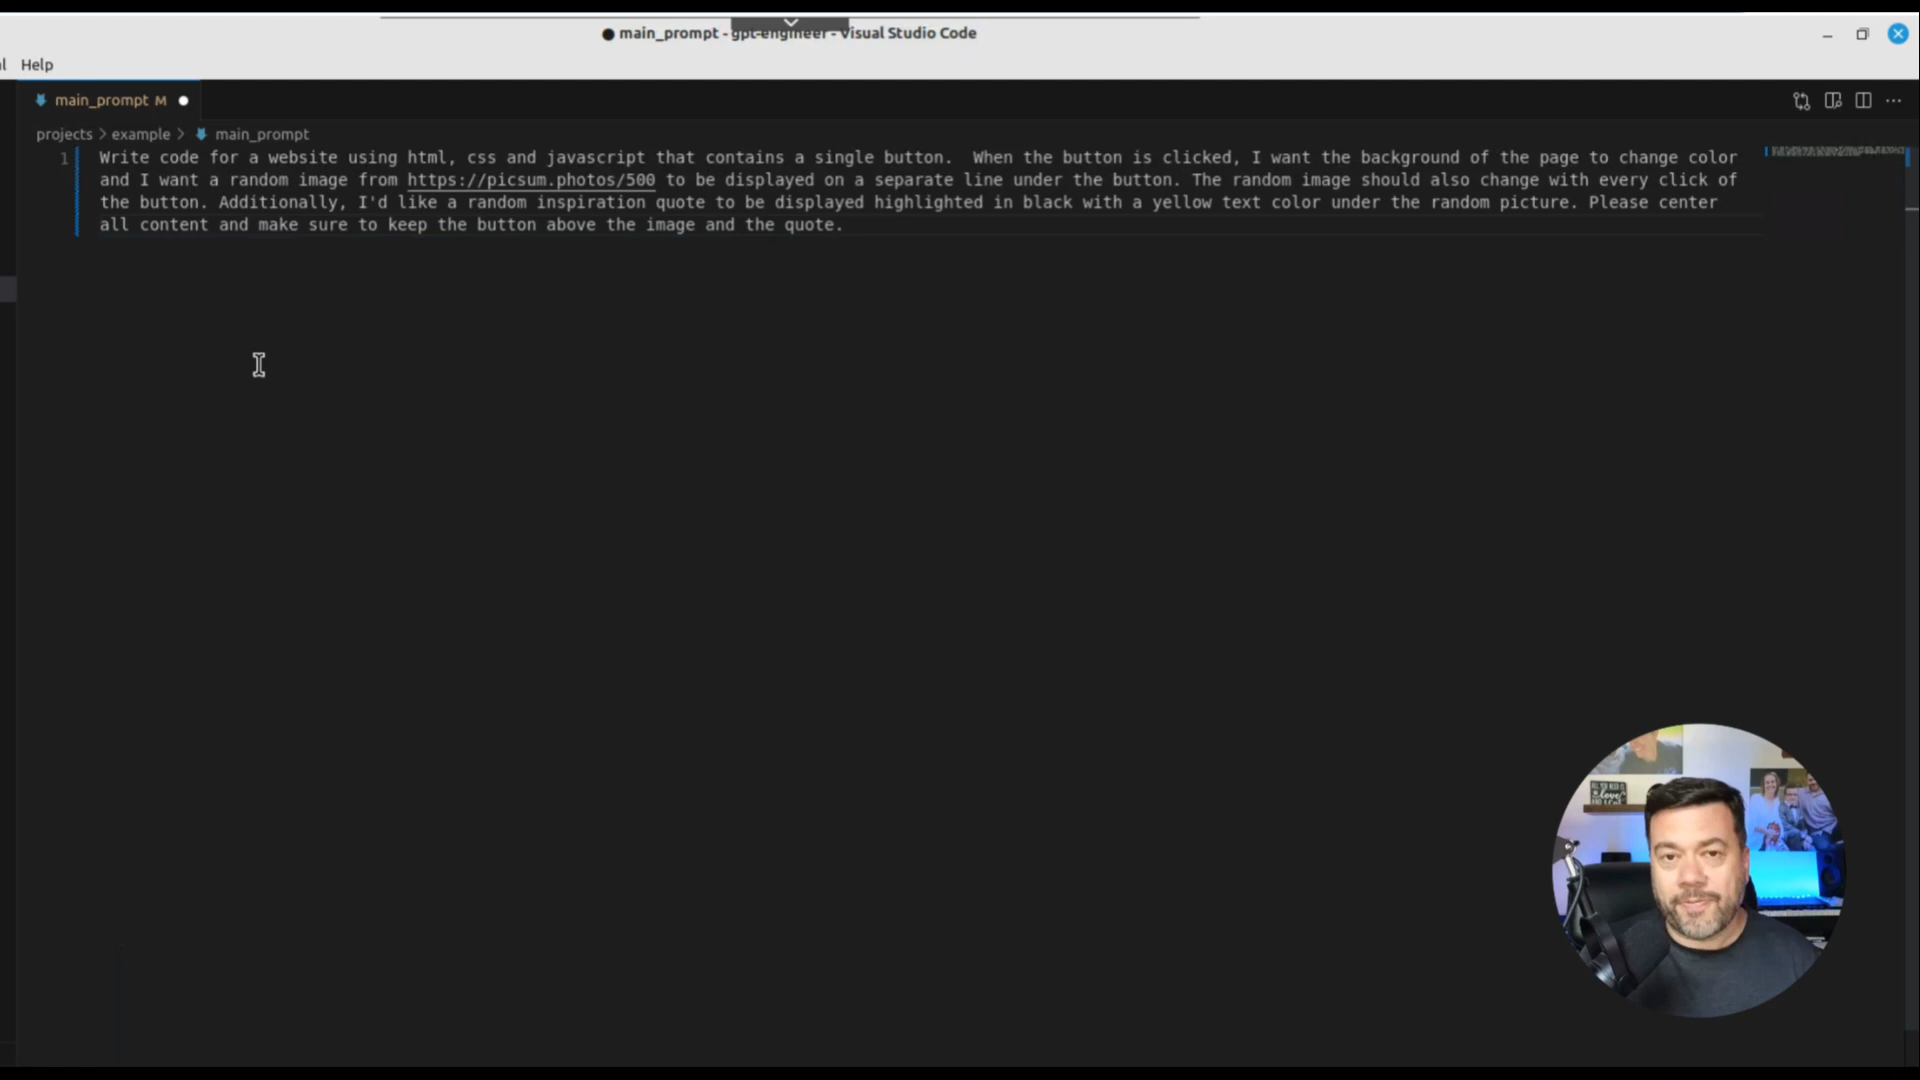 main_prompt - gpt-engineer - Visual Studio Code
Help
main_prompt M
projects > example > main_prompt
1
Write code for a website using html, css and javascript that contains a single button.  When the button is clicked, I want the background of the page to change color
and I want a random image from https://picsum.photos/500 to be displayed on a separate line under the button. The random image should also change with every click of
the button. Additionally, I'd like a random inspiration quote to be displayed highlighted in black with a yellow text color under the random picture. Please center
all content and make sure to keep the button above the image and the quote.
ALL YOU NEED IS
love